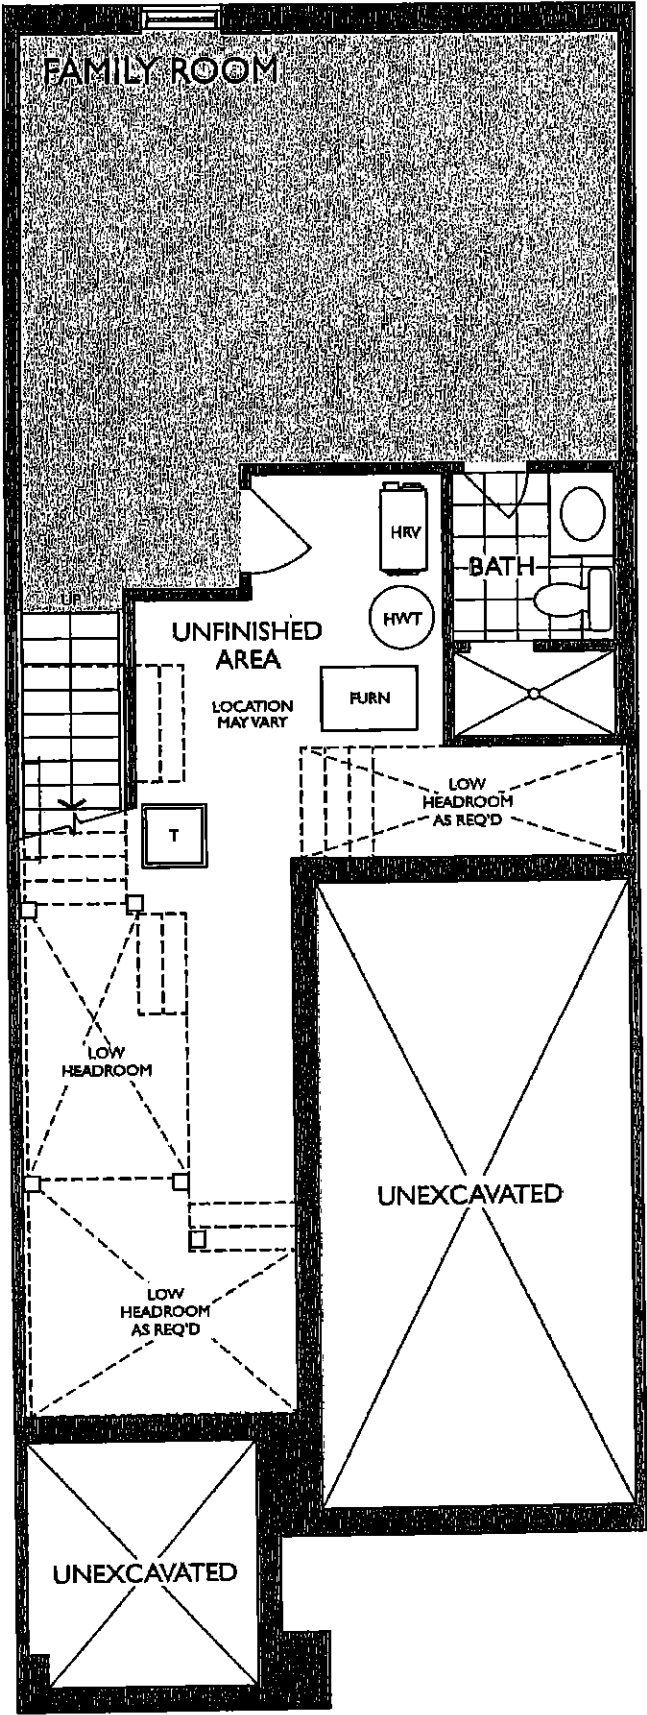 FAMILY ROOM
HRV
BATH
UP
HWT
UNFINISHED
AREA
LOCATION
MAY VARY
FURN
LOW
HEADROOM
AS REQ'D
T
LOW
HEADROOM
UNEXCAVATED
LOW
HEADROOM
AS REQ'D
UNEXCAVATED